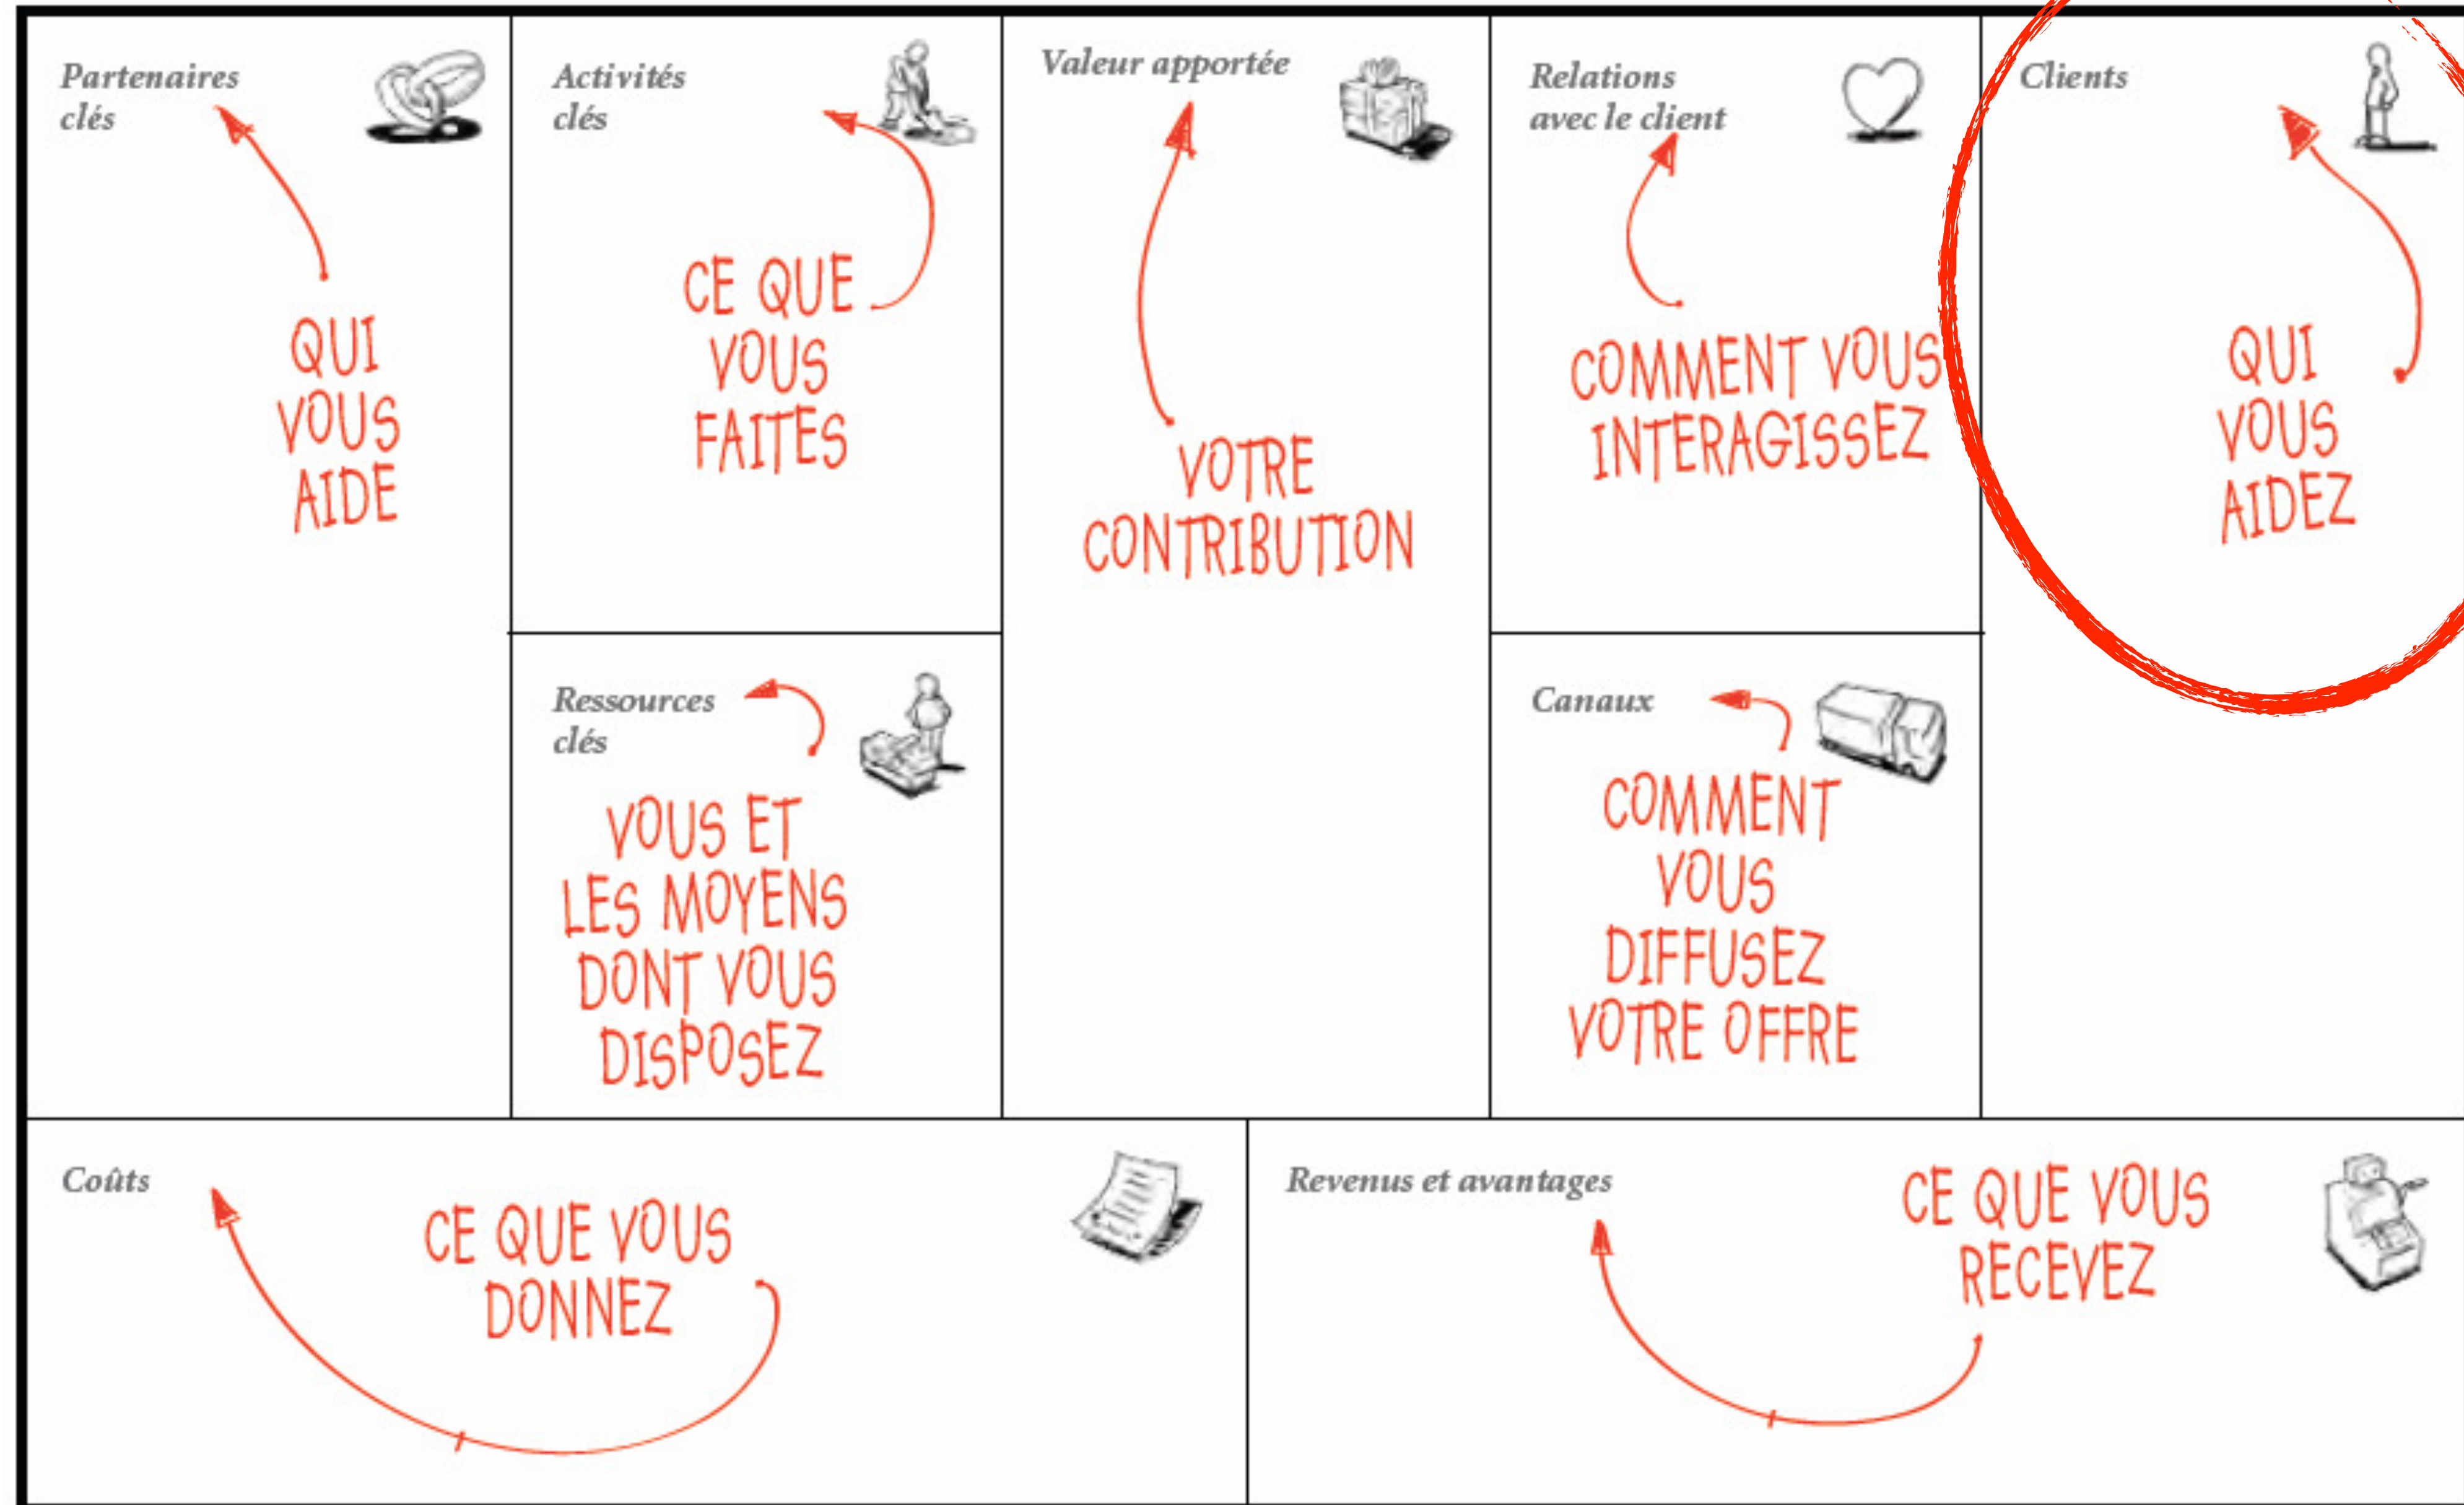 Partenaires
clés
QUI
VOUS
AIDE
Activités
clés
CE QUE
VOUS
FAITES
Ressources
clés
VOUS ET
LES MOYENS
DONT VOUS
DISPOSEZ
Valeur apportée
VOTRE
CONTRIBUTION
Relations
avec le client
COMMENT VOUS
INTERAGISSEZ
Canaux
COMMENT
VOUS
DIFFUSEZ
VOTRE OFFRE
Clients
QUI
VOUS
AIDEZ
Coûts
CE QUE VOUS
DONNEZ
Revenus et avantages
CE QUE VOUS
RECEVEZ